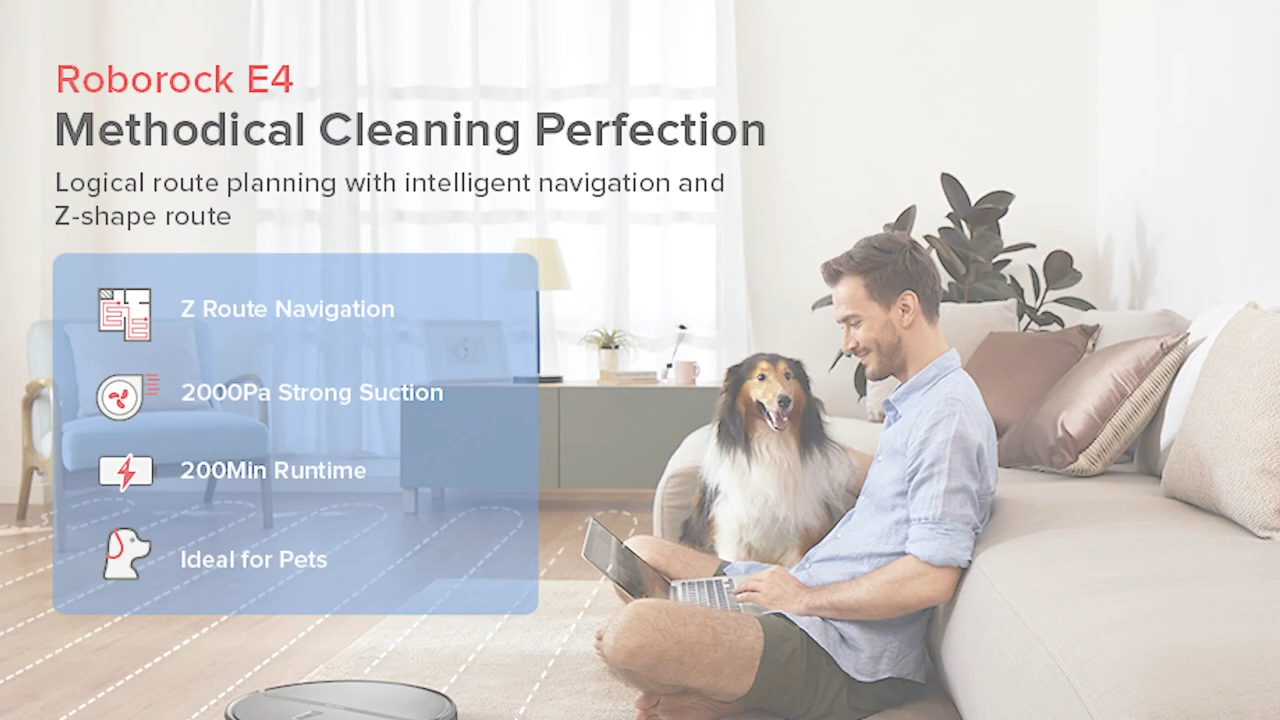 Roborock E4
Methodical Cleaning Perfection
Logical route planning with intelligent navigation and
Z-shape route
Z Route Navigation
2000Pa Strong Suction
200Min Runtime
Ideal for Pets